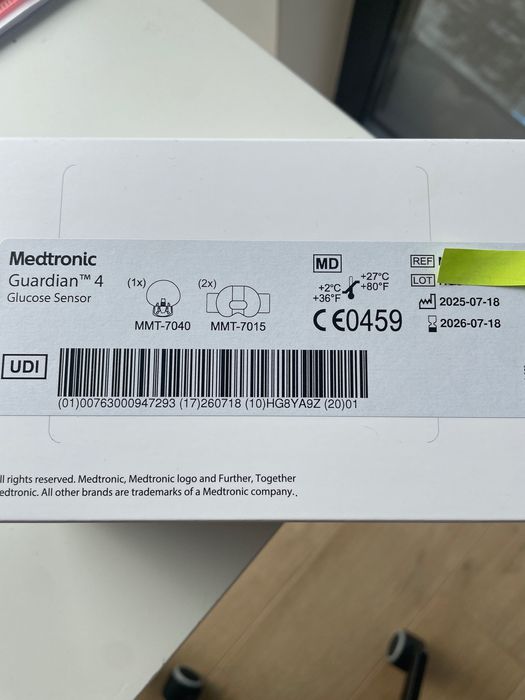 Medtronic
Guardian™ 4
Glucose Sensor
(1x)
MMT-7040
(2x)
MMT-7015
MD
+2°C
+36°F
+27°C
+80°F
CE0459
REF
LOT
2025-07-18
2026-07-18
UDI
(01)00763000947293 (17)260718 (10)HG8YA9Z (20)01
ll rights reserved. Medtronic, Medtronic logo and Further, Together
edtronic. All other brands are trademarks of a Medtronic company.